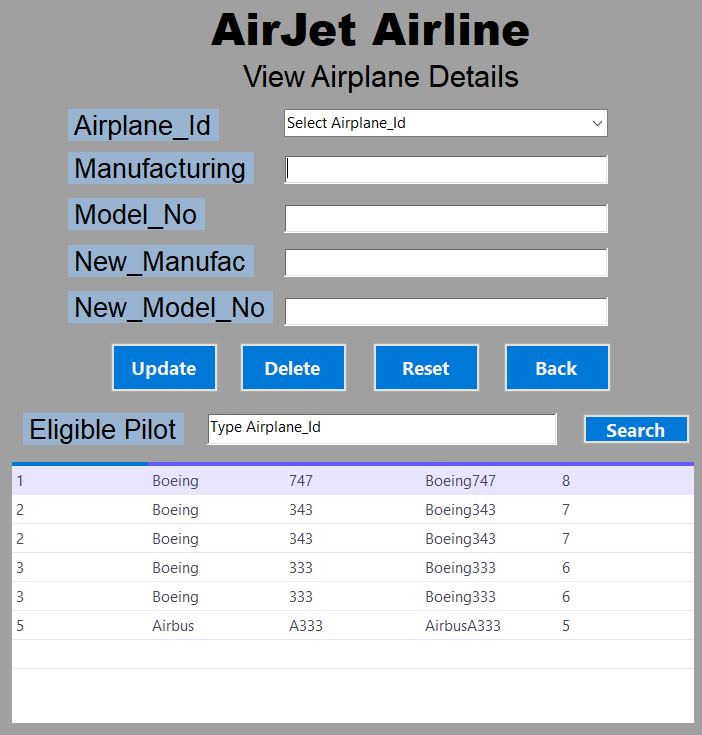 AirJet Airline
View Airplane Details
Airplane_Id Select Airplane_Id
Manufacturing
Model_No
New_Manufac
New_Model_No
Update Delete Reset Back
Eligible Pilot Type Airplane_Id Search
1 Boeing 747 Boeing747 8
2 Boeing 343 Boeing343 7
2 Boeing 343 Boeing343 7
3 Boeing 333 Boeing333 6
3 Boeing 333 Boeing333 6
5 Airbus A333 AirbusA333 5